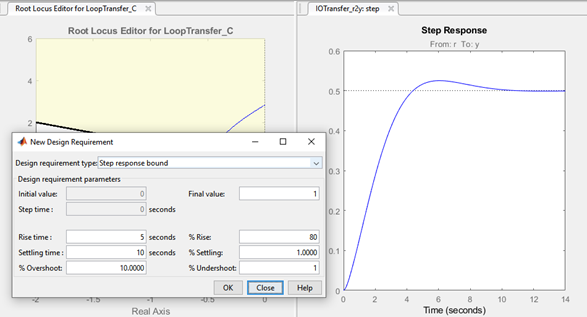 Root Locus Editor for LoopTransfer_C
IOTransfer_r2y: step
Root Locus Editor for LoopTransfer_C
6
4
2
-2
-1.5
-1
-0.5
0
Real Axis
Step Response
From: r To: y
0.6
0.5
0.4
0.3
0.2
0.1
0
0
2
4
6
8
10
12
14
Time (seconds)
New Design Requirement
Design requirement type: Step response bound
Design requirement parameters
Initial value: 0 Final value: 1
Step time : 0 seconds
Rise time : 5 seconds % Rise: 80
Settling time : 10 seconds % Settling: 1.0000
% Overshoot: 10.0000 % Undershoot: 1
OK Close Help